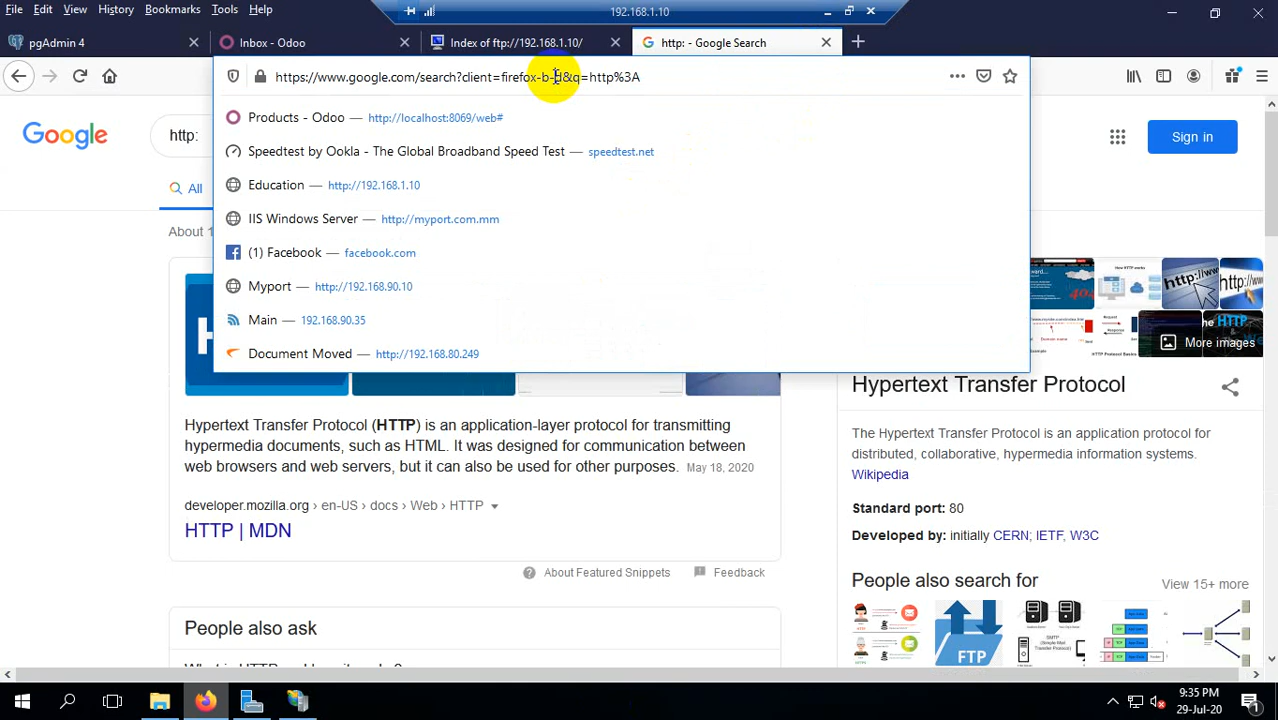 File Edit View History Bookmarks Tools Help
192.168.1.10
pgAdmin 4
Inbox - Odoo
Index of ftp://192.168.1.10/
http: - Google Search
https://www.google.com/search?client=firefox-b-d&q=http%3A
Products - Odoo — http://localhost:8069/web#
Speedtest by Ookla - The Global Broadband Speed Test — speedtest.net
Education — http://192.168.1.10
IIS Windows Server — http://myport.com.mm
(1) Facebook — facebook.com
Myport — http://192.168.90.10
Main — 192.168.90.35
Document Moved — http://192.168.80.249
Google
http:
Sign in
All
About 1
More images
Hypertext Transfer Protocol (HTTP) is an application-layer protocol for transmitting
hypermedia documents, such as HTML. It was designed for communication between
web browsers and web servers, but it can also be used for other purposes. May 18, 2020
developer.mozilla.org › en-US › docs › Web › HTTP
HTTP | MDN
About Featured Snippets
Feedback
People also ask
Hypertext Transfer Protocol
The Hypertext Transfer Protocol is an application protocol for
distributed, collaborative, hypermedia information systems.
Wikipedia
Standard port: 80
Developed by: initially CERN; IETF, W3C
People also search for
View 15+ more
FTP
9:35 PM
29-Jul-20